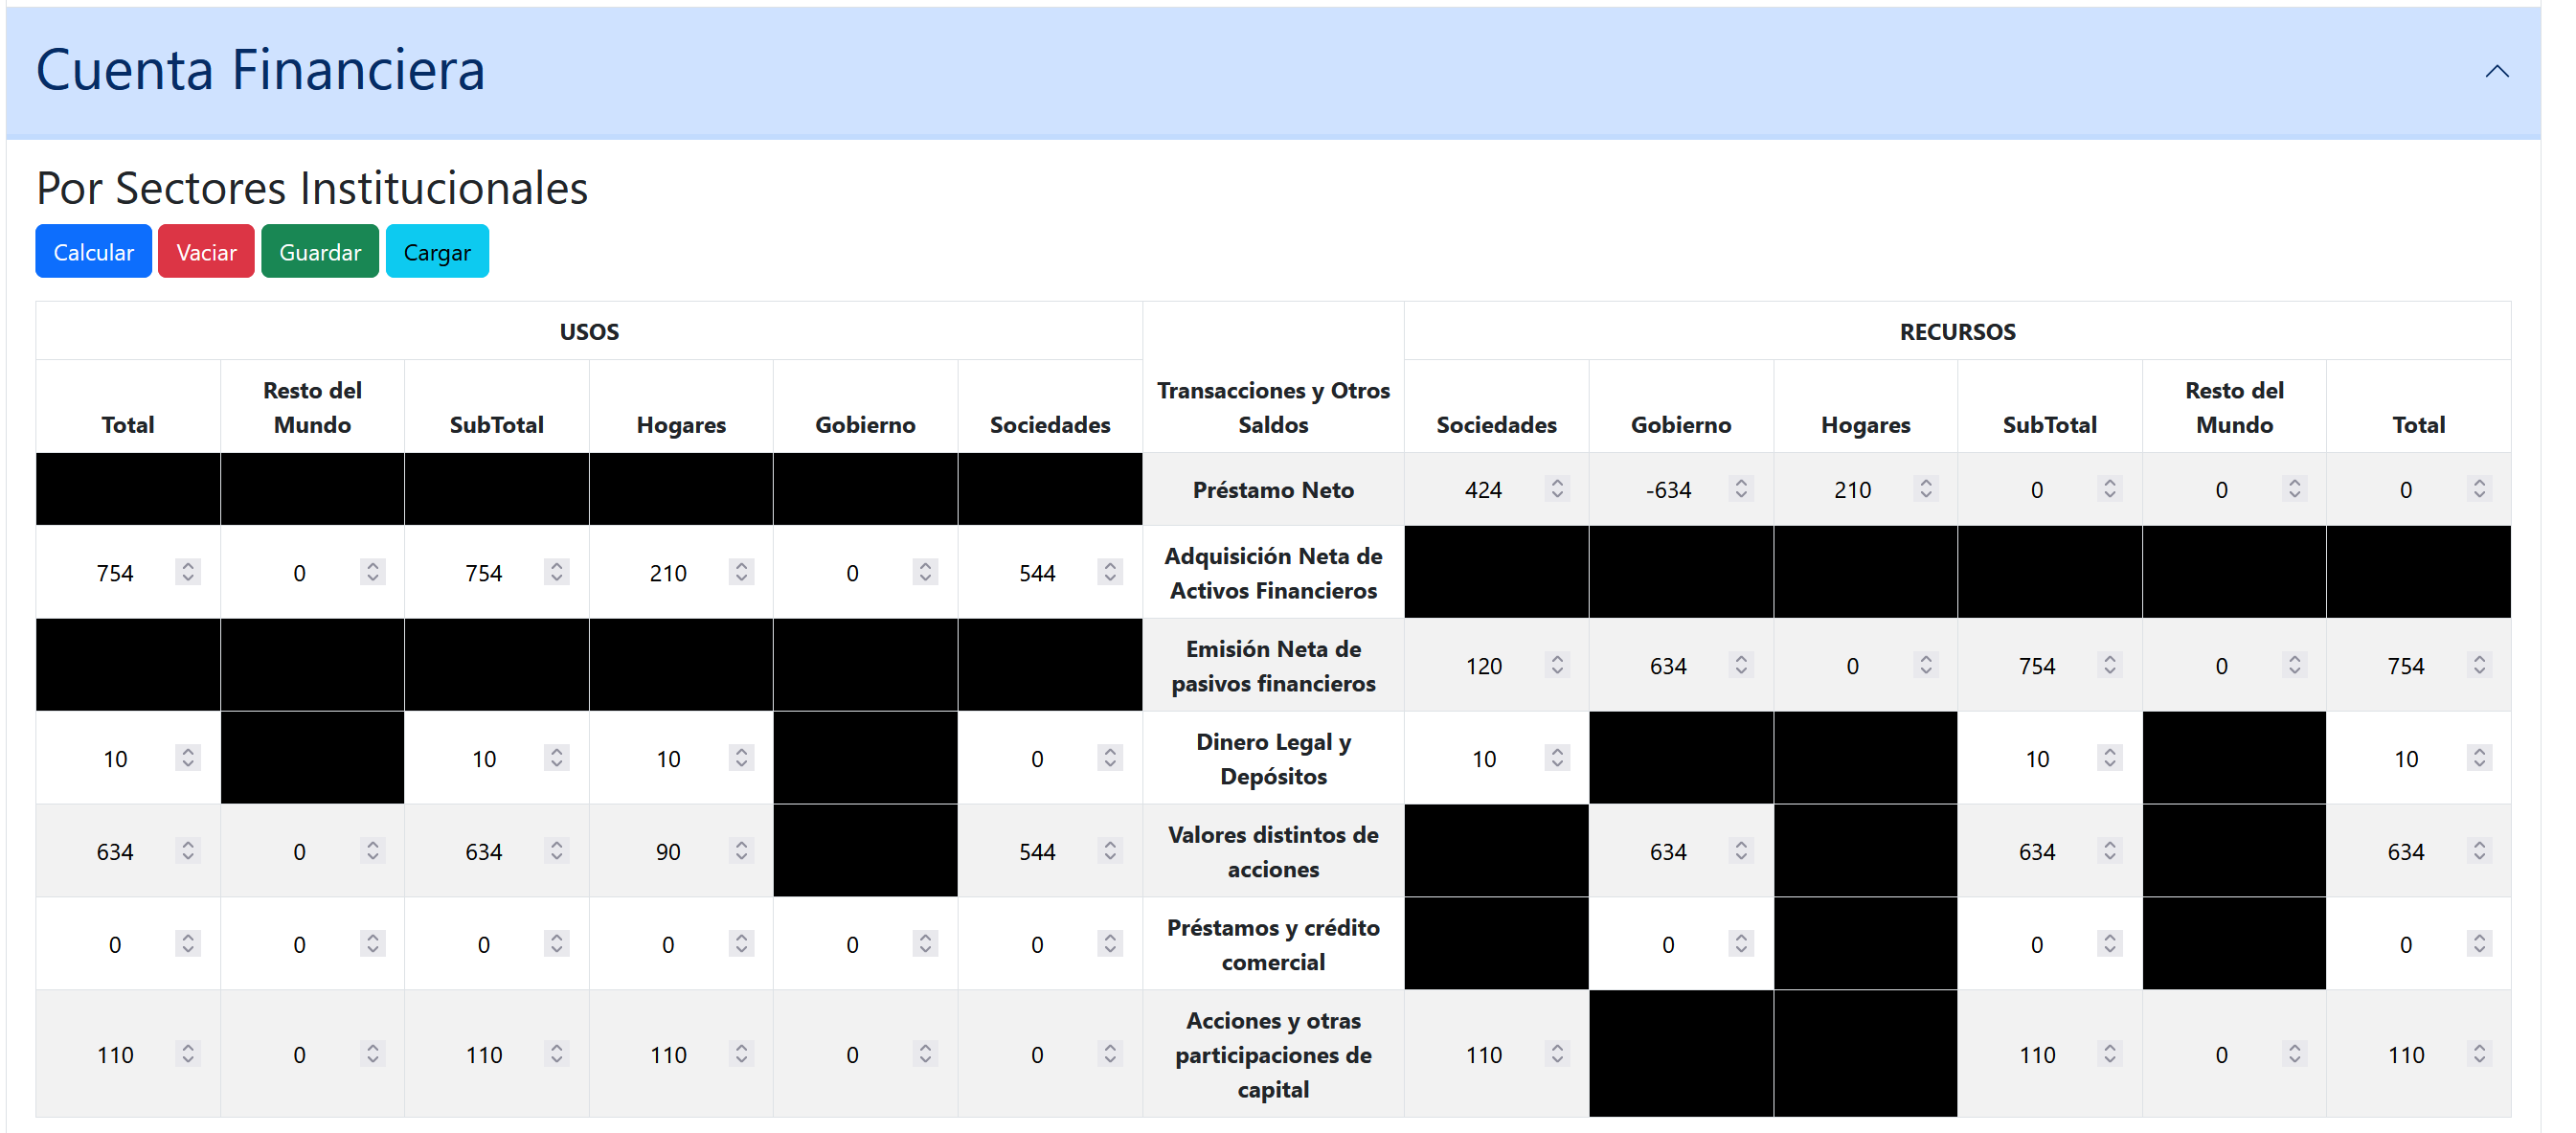 Cuenta Financiera
Por Sectores Institucionales
Calcular Vaciar Guardar Cargar
USOS Transacciones y Otros Saldos RECURSOS
Total Resto del Mundo SubTotal Hogares Gobierno Sociedades Sociedades Gobierno Hogares SubTotal Resto del Mundo Total
Préstamo Neto 424 -634 210 0 0 0
754 0 754 210 0 544 Adquisición Neta de Activos Financieros
Emisión Neta de pasivos financieros 120 634 0 754 0 754
10 10 10 0 Dinero Legal y Depósitos 10 10 10
634 0 634 90 544 Valores distintos de acciones 634 634 634
0 0 0 0 0 0 Préstamos y crédito comercial 0 0 0
110 0 110 110 0 0 Acciones y otras participaciones de capital 110 110 0 110